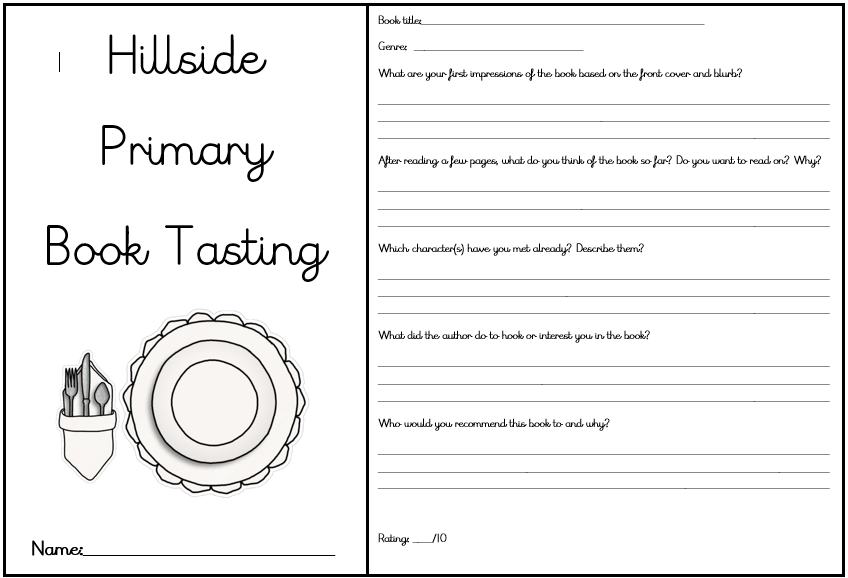 Hillside
Primary
Book Tasting
Name:
Book title:
Genre:
What are your first impressions of the book based on the front cover and blurb?
After reading a few pages, what do you think of the book so far? Do you want to read on? Why?
Which character(s) have you met already? Describe them?
What did the author do to hook or interest you in the book?
Who would you recommend this book to and why?
Rating: ___/10